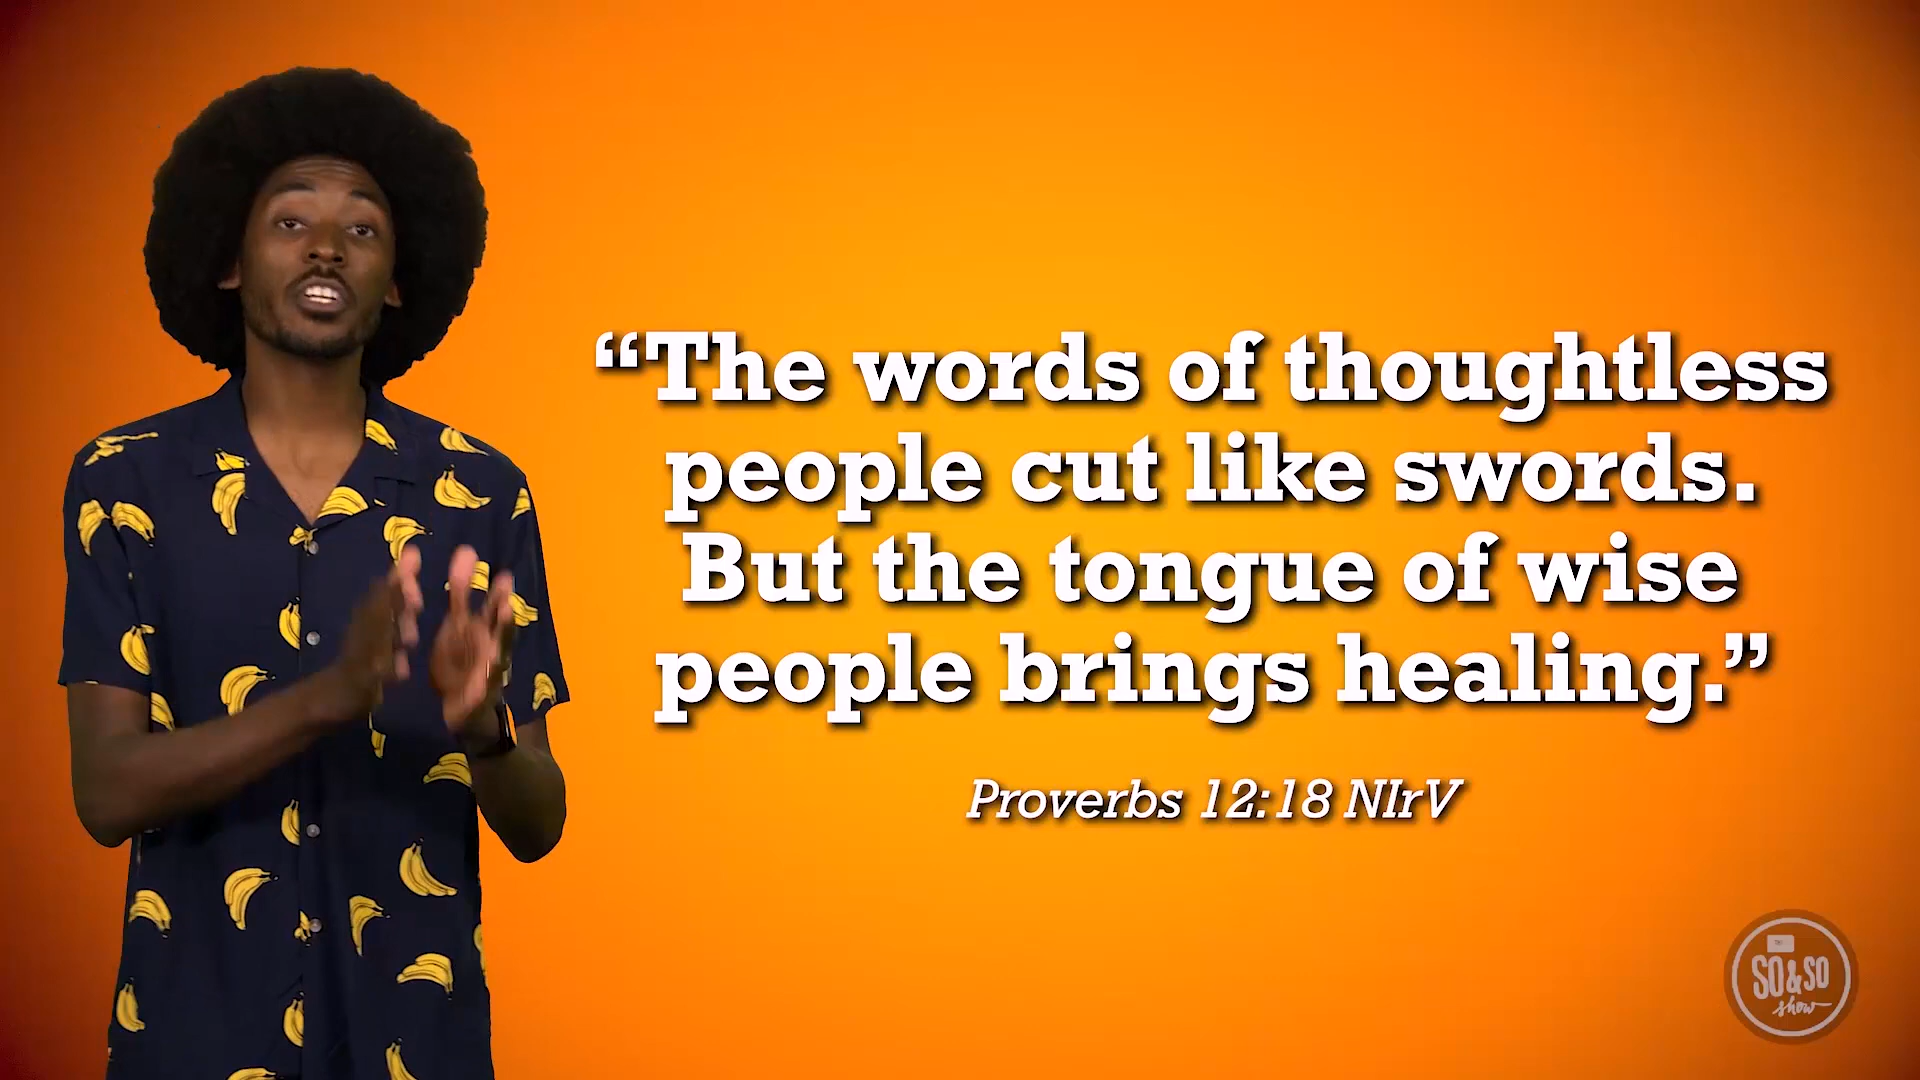 “The words of thoughtless
people cut like swords.
But the tongue of wise
people brings healing.”
Proverbs 12:18 NIrV
SO&SO
show